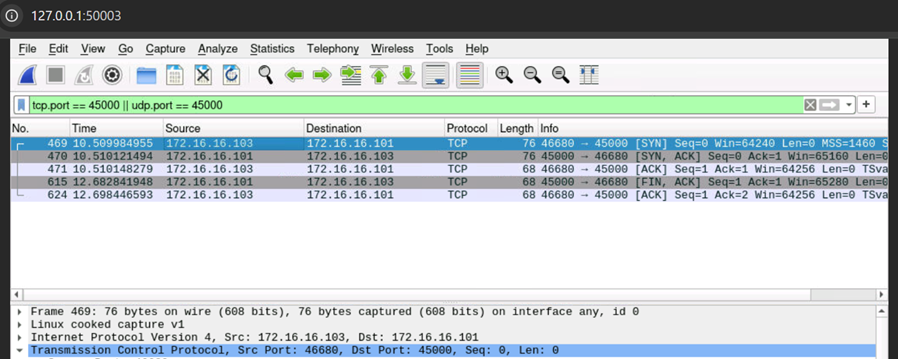 127.0.0.1:50003
File Edit View Go Capture Analyze Statistics Telephony Wireless Tools Help
tcp.port == 45000 || udp.port == 45000
No. Time Source Destination Protocol Length Info
469 10.509984955 172.16.16.103 172.16.16.101 TCP 76 46680 → 45000 [SYN] Seq=0 Win=64240 Len=0 MSS=1460 S
470 10.510121494 172.16.16.101 172.16.16.103 TCP 76 45000 → 46680 [SYN, ACK] Seq=0 Ack=1 Win=65160 Len=0
471 10.510148279 172.16.16.103 172.16.16.101 TCP 68 46680 → 45000 [ACK] Seq=1 Ack=1 Win=64256 Len=0 TSva
615 12.682841948 172.16.16.101 172.16.16.103 TCP 68 45000 → 46680 [FIN, ACK] Seq=1 Ack=1 Win=65280 Len=0
624 12.698446593 172.16.16.103 172.16.16.101 TCP 68 46680 → 45000 [ACK] Seq=1 Ack=2 Win=64256 Len=0 TSva
Frame 469: 76 bytes on wire (608 bits), 76 bytes captured (608 bits) on interface any, id 0
Linux cooked capture v1
Internet Protocol Version 4, Src: 172.16.16.103, Dst: 172.16.16.101
Transmission Control Protocol, Src Port: 46680, Dst Port: 45000, Seq: 0, Len: 0